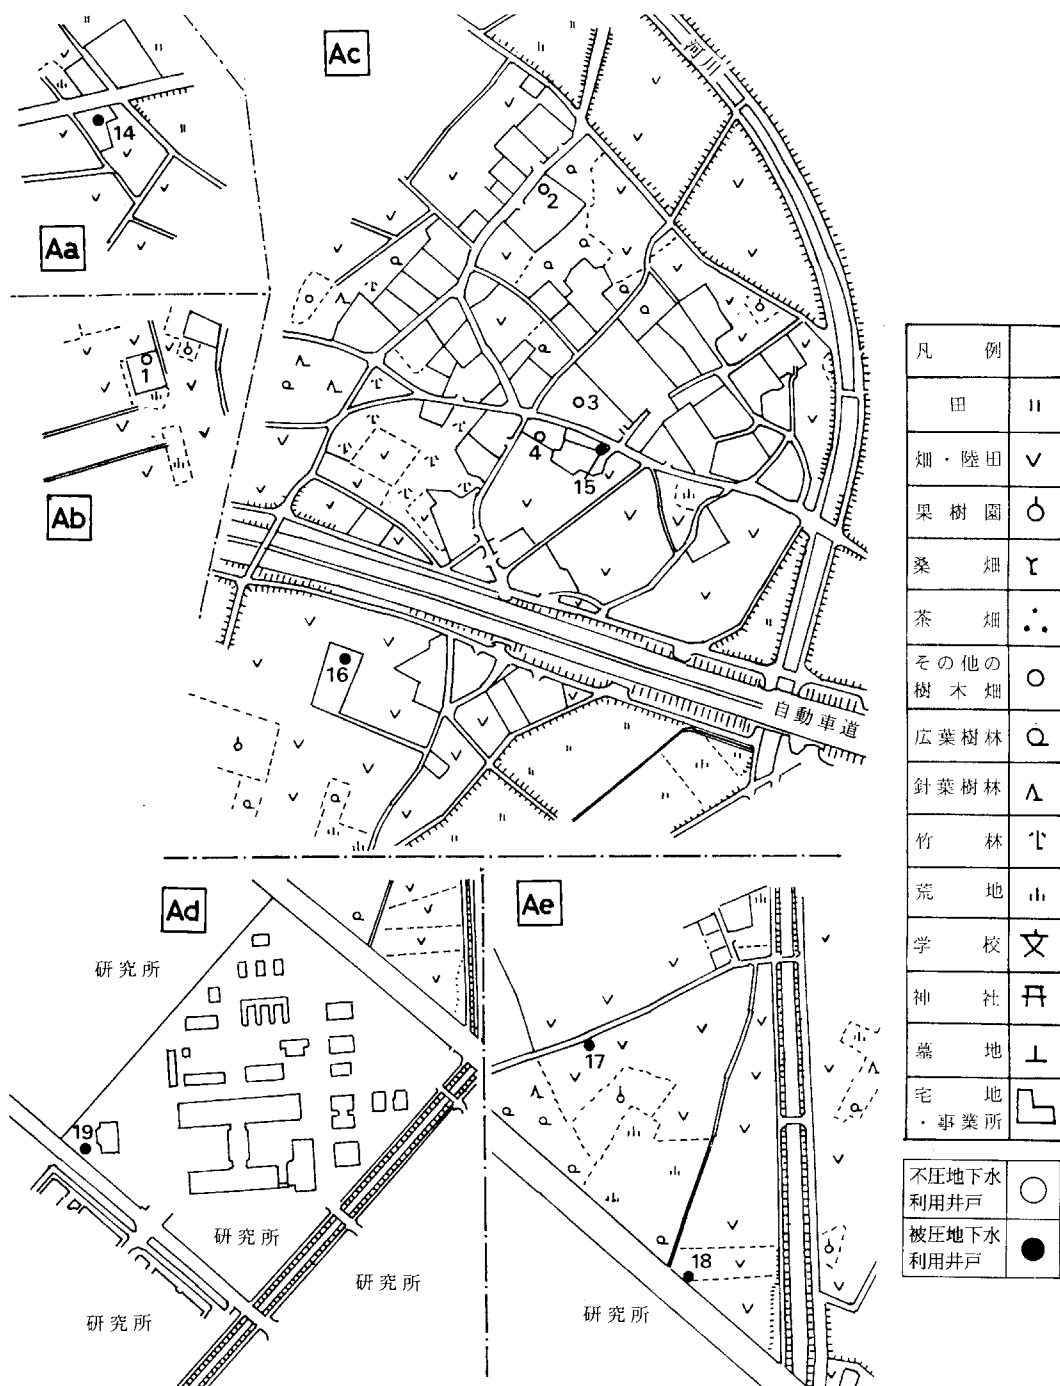 Ac
河川
14
Aa
2
1
Ab
3
4
15
16
自動車道
凡例
田
畑・陸田
果樹園
桑畑
茶畑
その他の
樹木畑
広葉樹林
針葉樹林
竹林
荒地
学校
神社
墓地
宅地
・事業所
不圧地下水
利用井戸
被圧地下水
利用井戸
Ad
研究所
19
研究所
研究所
研究所
Ae
17
18
研究所